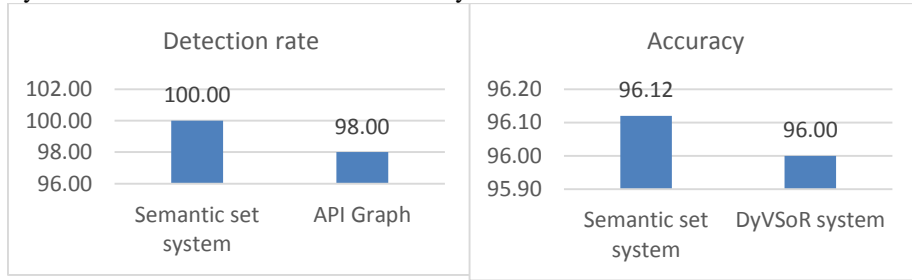 Detection rate
102.00
100.00
98.00
96.00
100.00
98.00
Semantic set
system
API Graph
Accuracy
96.20
96.10
96.00
95.90
96.12
96.00
Semantic set
system
DyVSoR system